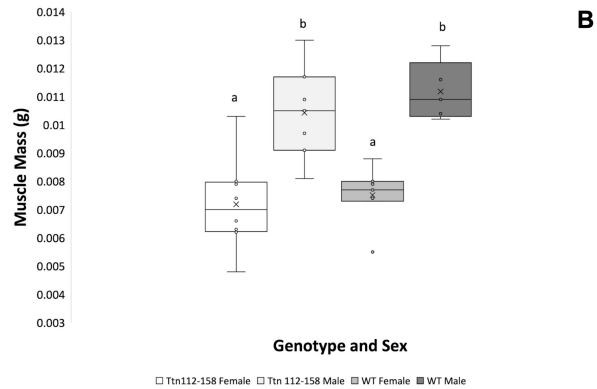 B
0.014
0.013
0.012
0.011
0.01
0.009
0.008
0.007
0.006
0.005
0.004
0.003
Muscle Mass (g)
a
b
a
b
Genotype and Sex
Ttn112-158 Female
Ttn 112-158 Male
WT Female
WT Male